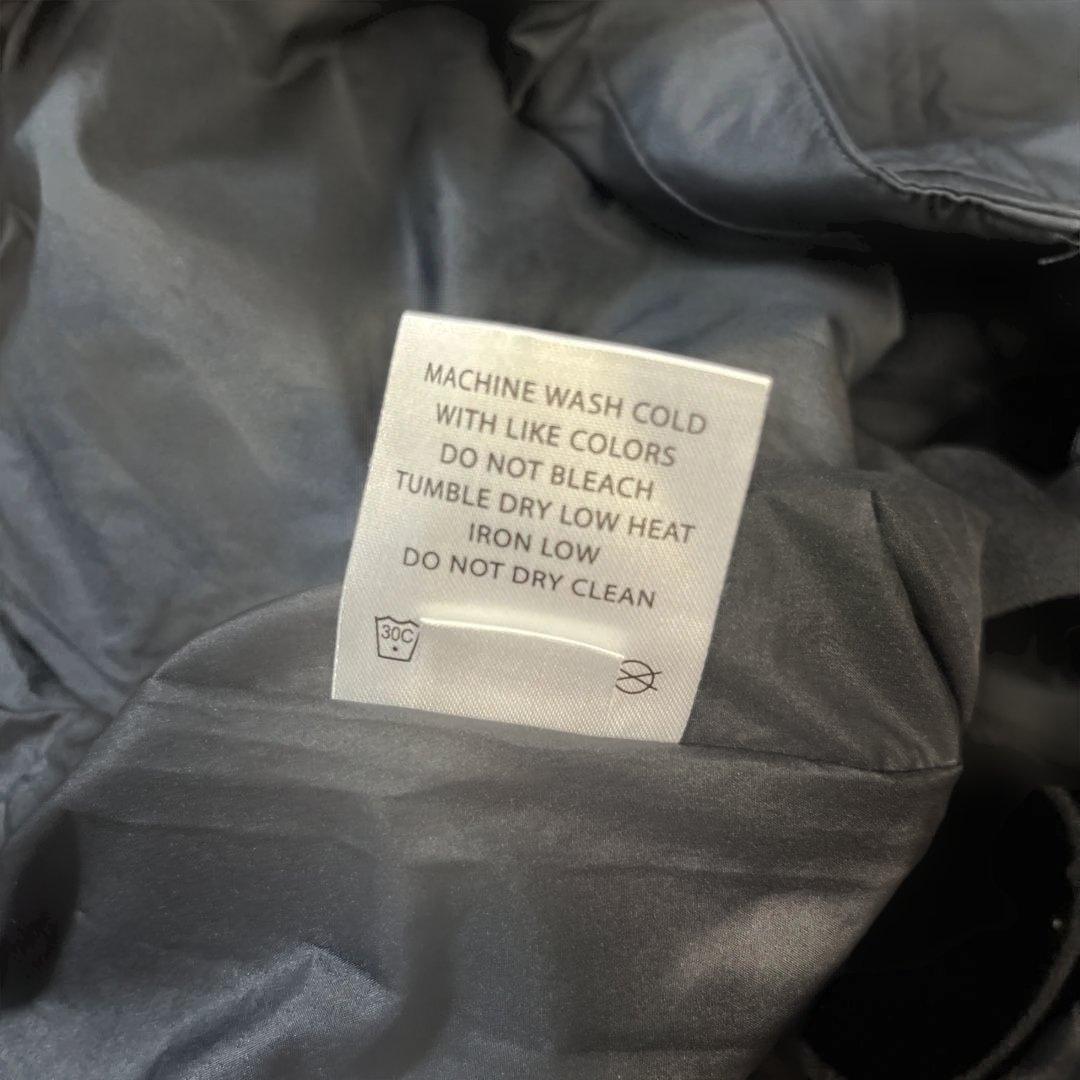 MACHINE WASH COLD
WITH LIKE COLORS
DO NOT BLEACH
TUMBLE DRY LOW HEAT
IRON LOW
DO NOT DRY CLEAN
30C